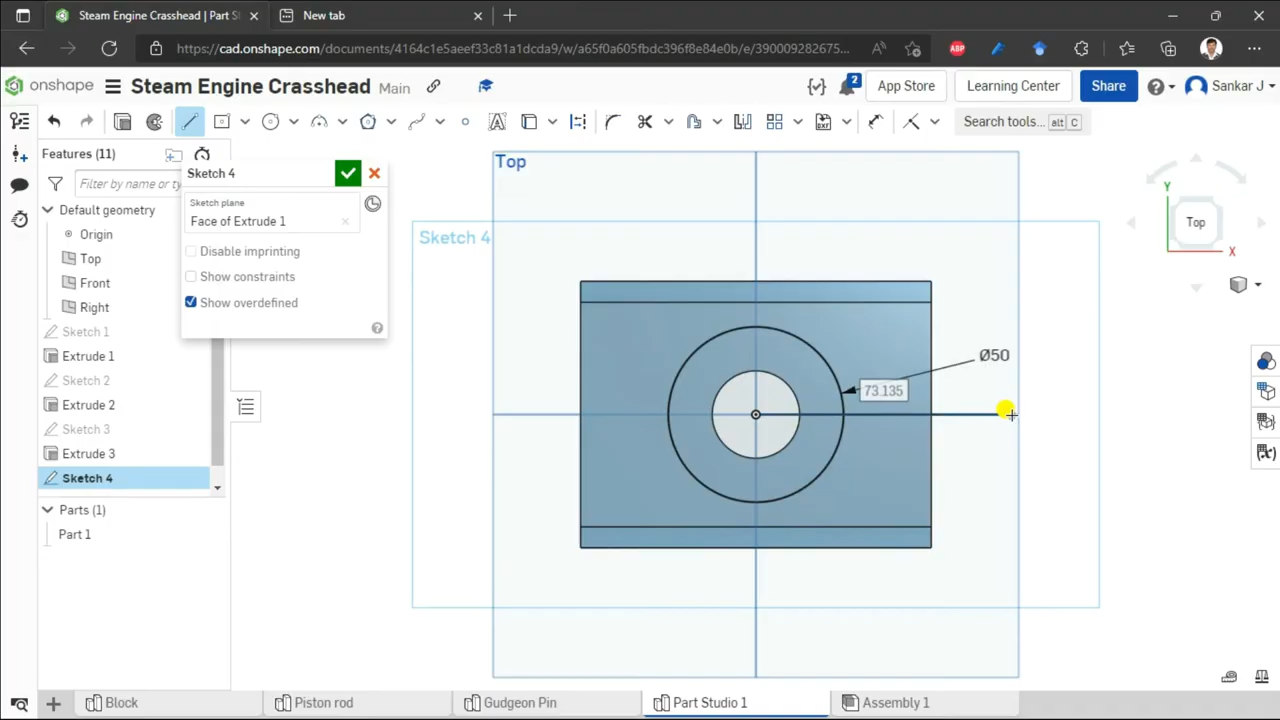 Steam Engine Crasshead | Part St
New tab
https://cad.onshape.com/documents/4164c1e5aeef33c81a1dcda9/w/a65f0a605fbdc396f8e84e0b/e/390009282675...
ABP
onshape
Steam Engine Crasshead
Main
2
App Store
Learning Center
Share
Sankar J
Search tools...
alt C
Features (11)
Filter by name or ty
Default geometry
Origin
Top
Front
Right
Sketch 1
Extrude 1
Sketch 2
Extrude 2
Sketch 3
Extrude 3
Sketch 4
Parts (1)
Part 1
Sketch 4
Sketch plane
Face of Extrude 1
Disable imprinting
Show constraints
Show overdefined
Top
Sketch 4
Ø50
73.135
Y
Top
X
Block
Piston rod
Gudgeon Pin
Part Studio 1
Assembly 1